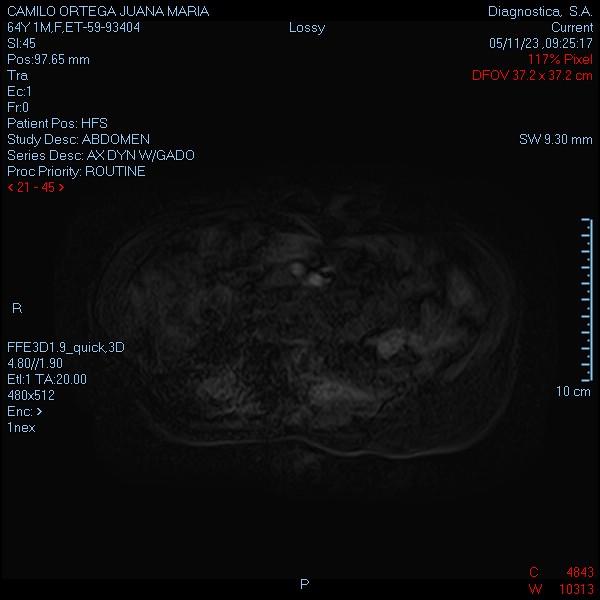 CAMILO ORTEGA JUANA MARIA
64Y 1M,F,ET-59-93404
SI:45
Pos:97.65 mm
Tra
Ec:1
Fr:0
Patient Pos: HFS
Study Desc: ABDOMEN
Series Desc: AX DYN W/GADO
Proc Priority: ROUTINE
< 21 - 45 >
Lossy
Diagnostica, S.A.
Current
05/11/23 ,09:25:17
117% Pixel
DFOV 37.2 x 37.2 cm
SW 9.30 mm
R
10 cm
FFE3D1.9_quick,3D
4.80//1.90
Etl:1 TA:20.00
480x512
Enc: >
1nex
P
C 4843
W 10313